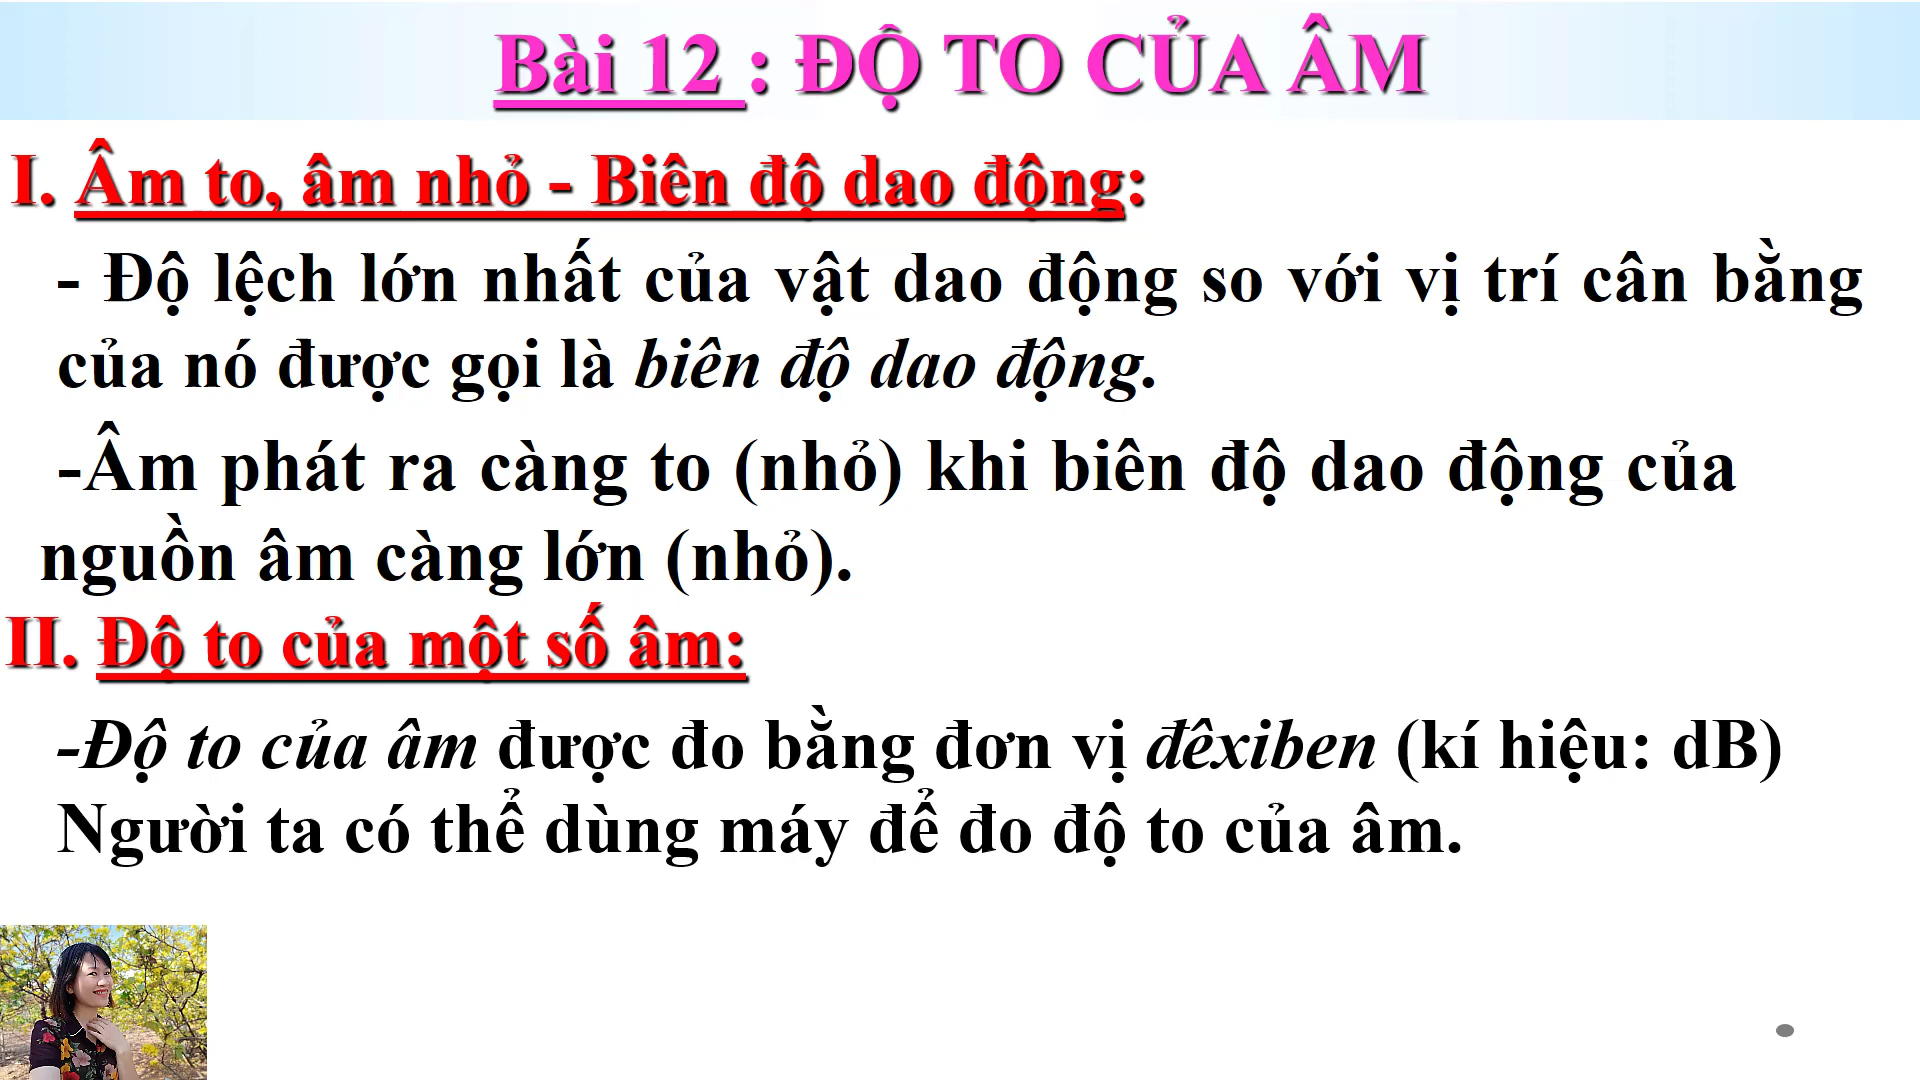 Bài 12 : ĐỘ TO CỦA ÂM
I. Âm to, âm nhỏ - Biên độ dao động:
- Độ lệch lớn nhất của vật dao động so với vị trí cân bằng
của nó được gọi là biên độ dao động.
-Âm phát ra càng to (nhỏ) khi biên độ dao động của
nguồn âm càng lớn (nhỏ).
II. Độ to của một số âm:
-Độ to của âm được đo bằng đơn vị đêxiben (kí hiệu: dB)
Người ta có thể dùng máy để đo độ to của âm.